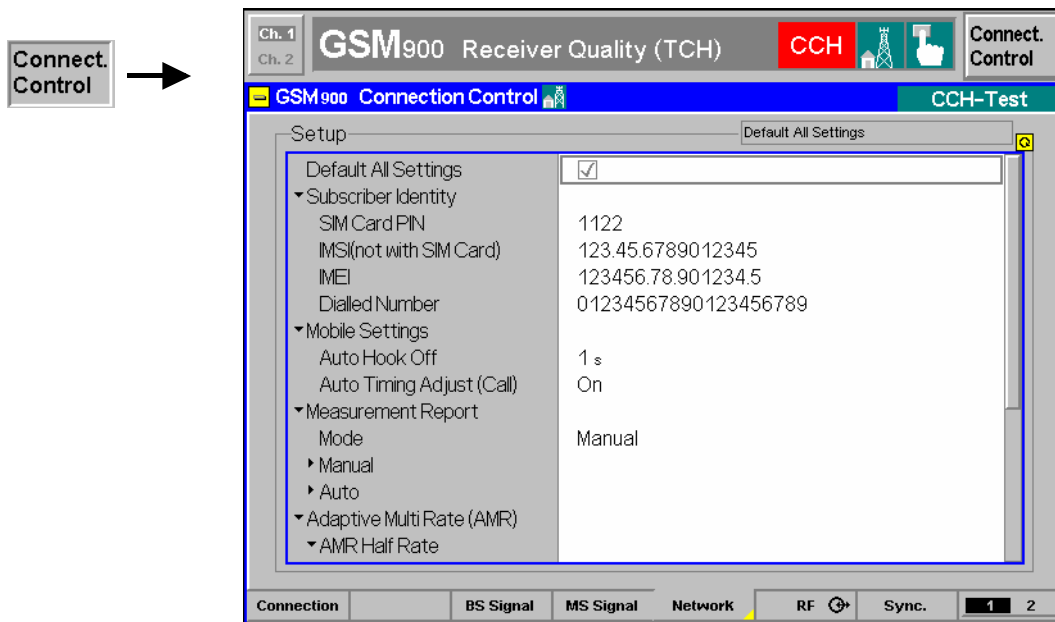 Connect.
Control
Ch. 1
Ch. 2
GSM900 Receiver Quality (TCH)
CCH
Connect.
Control
GSM900 Connection Control
CCH-Test
Setup
Default All Settings
Default All Settings
Subscriber Identity
SIM Card PIN 1122
IMSI(not with SIM Card) 123.45.6789012345
IMEI 123456.78.901234.5
Dialled Number 01234567890123456789
Mobile Settings
Auto Hook Off 1 s
Auto Timing Adjust (Call) On
Measurement Report
Mode Manual
Manual
Auto
Adaptive Multi Rate (AMR)
AMR Half Rate
Connection BS Signal MS Signal Network RF Sync. 1 2